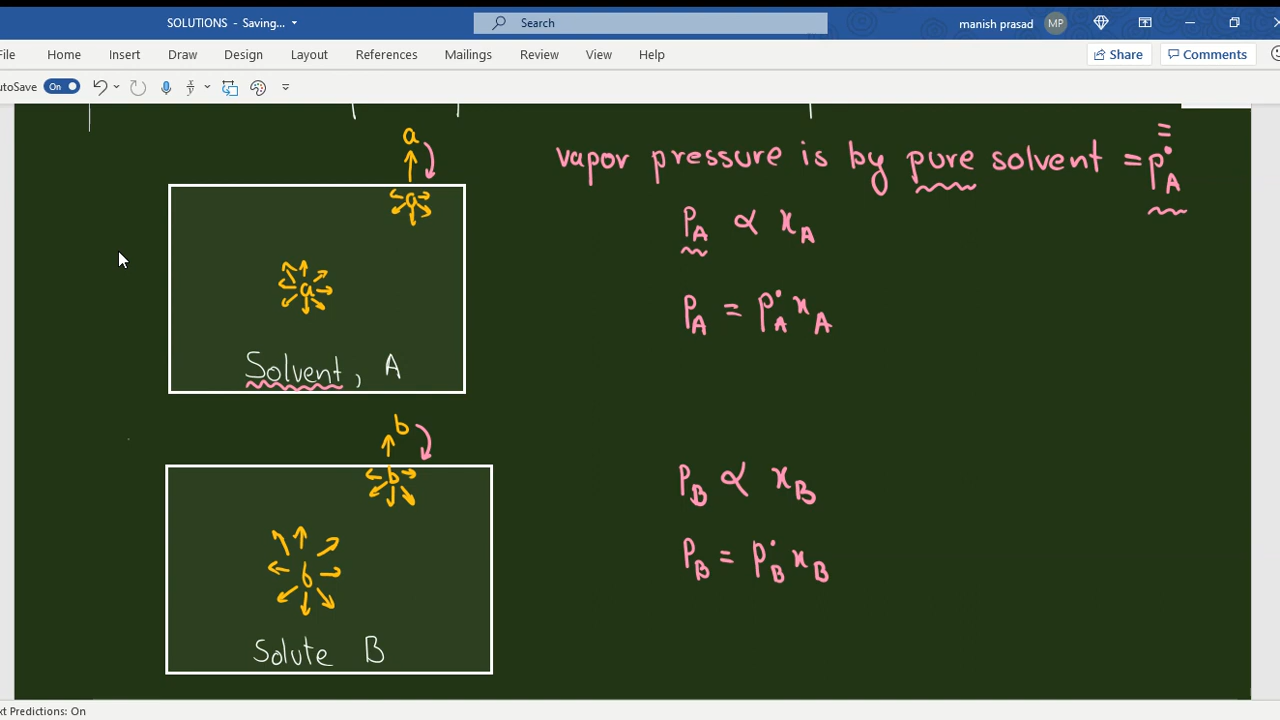 SOLUTIONS - Saving...
Search
manish prasad MP
File Home Insert Draw Design Layout References Mailings Review View Help Share Comments
AutoSave On
a
vapor pressure is by pure solvent = p°A
=
a
pA ∝ xA
a
pA = p°A xA
Solvent, A
b
b
pB ∝ xB
b
pB = p°B xB
Solute B
Text Predictions: On